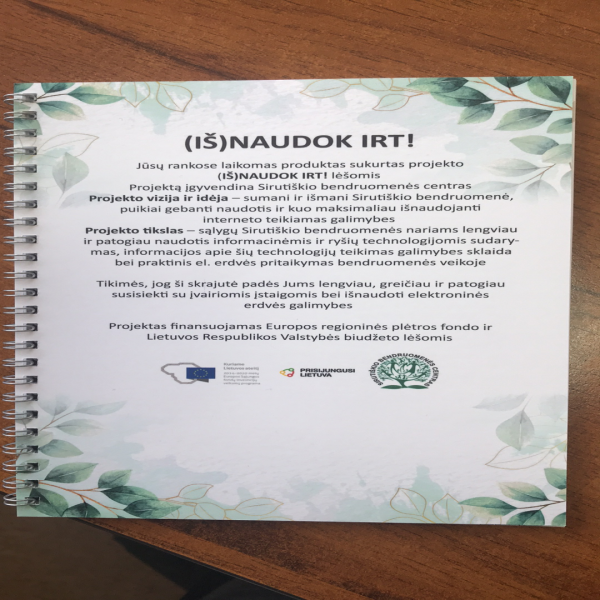 (IŠ)NAUDOK IRT!
Jūsų rankose laikomas produktas sukurtas projekto
(IŠ)NAUDOK IRT! lėšomis
Projektą įgyvendina Sirutiškio bendruomenės centras
Projekto vizija ir idėja – sumani ir išmani Sirutiškio bendruomenė,
puikiai gebanti naudotis ir kuo maksimaliau išnaudojanti
interneto teikiamas galimybes
Projekto tikslas – sąlygų Sirutiškio bendruomenės nariams lengviau
ir patogiau naudotis informacinėmis ir ryšių technologijomis sudary-
mas, informacijos apie šių technologijų teikimas galimybes sklaida
bei praktinis el. erdvės pritaikymas bendruomenės veikoje
Tikimės, jog ši skrajutė padės Jums lengviau, greičiau ir patogiau
susisiekti su įvairiomis įstaigomis bei išnaudoti elektroninės
erdvės galimybes
Projektas finansuojamas Europos regioninės plėtros fondo ir
Lietuvos Respublikos Valstybės biudžeto lėšomis
PRISIJUNGUSI
LIETUVA
SIRUTIŠKIO BENDRUOMENĖS CENTRAS